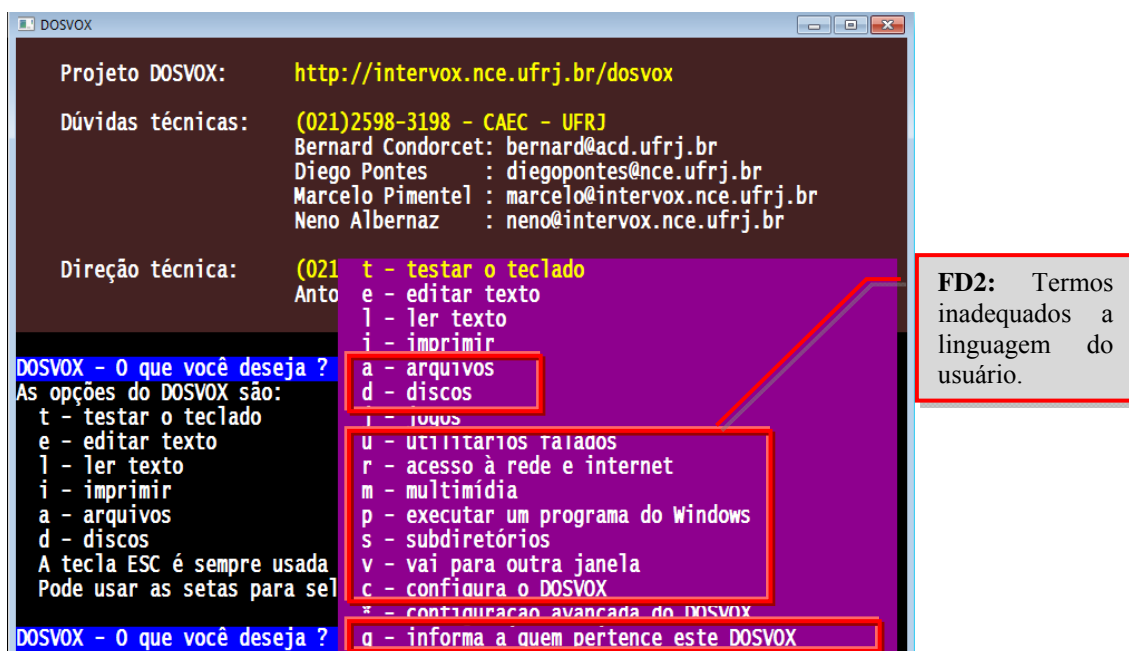 DOSVOX
Projeto DOSVOX: http://intervox.nce.ufrj.br/dosvox
Dúvidas técnicas: (021)2598-3198 - CAEC - UFRJ
Bernard Condorcet: bernard@acd.ufrj.br
Diego Pontes : diegopontes@nce.ufrj.br
Marcelo Pimentel : marcelo@intervox.nce.ufrj.br
Neno Albernaz : neno@intervox.nce.ufrj.br
Direção técnica: (021
Anto
DOSVOX - O que você deseja ?
As opções do DOSVOX são:
t - testar o teclado
e - editar texto
l - ler texto
i - imprimir
a - arquivos
d - discos
A tecla ESC é sempre usada
Pode usar as setas para sel
DOSVOX - O que você deseja ?
t - testar o teclado
e - editar texto
l - ler texto
i - imprimir
a - arquivos
d - discos
j - jogos
u - utilitários falados
r - acesso à rede e internet
m - multimídia
p - executar um programa do Windows
s - subdiretórios
v - vai para outra janela
c - configura o DOSVOX
* - configuração avançada do DOSVOX
q - informa a quem pertence este DOSVOX
FD2: Termos
inadequados a
linguagem do
usuário.